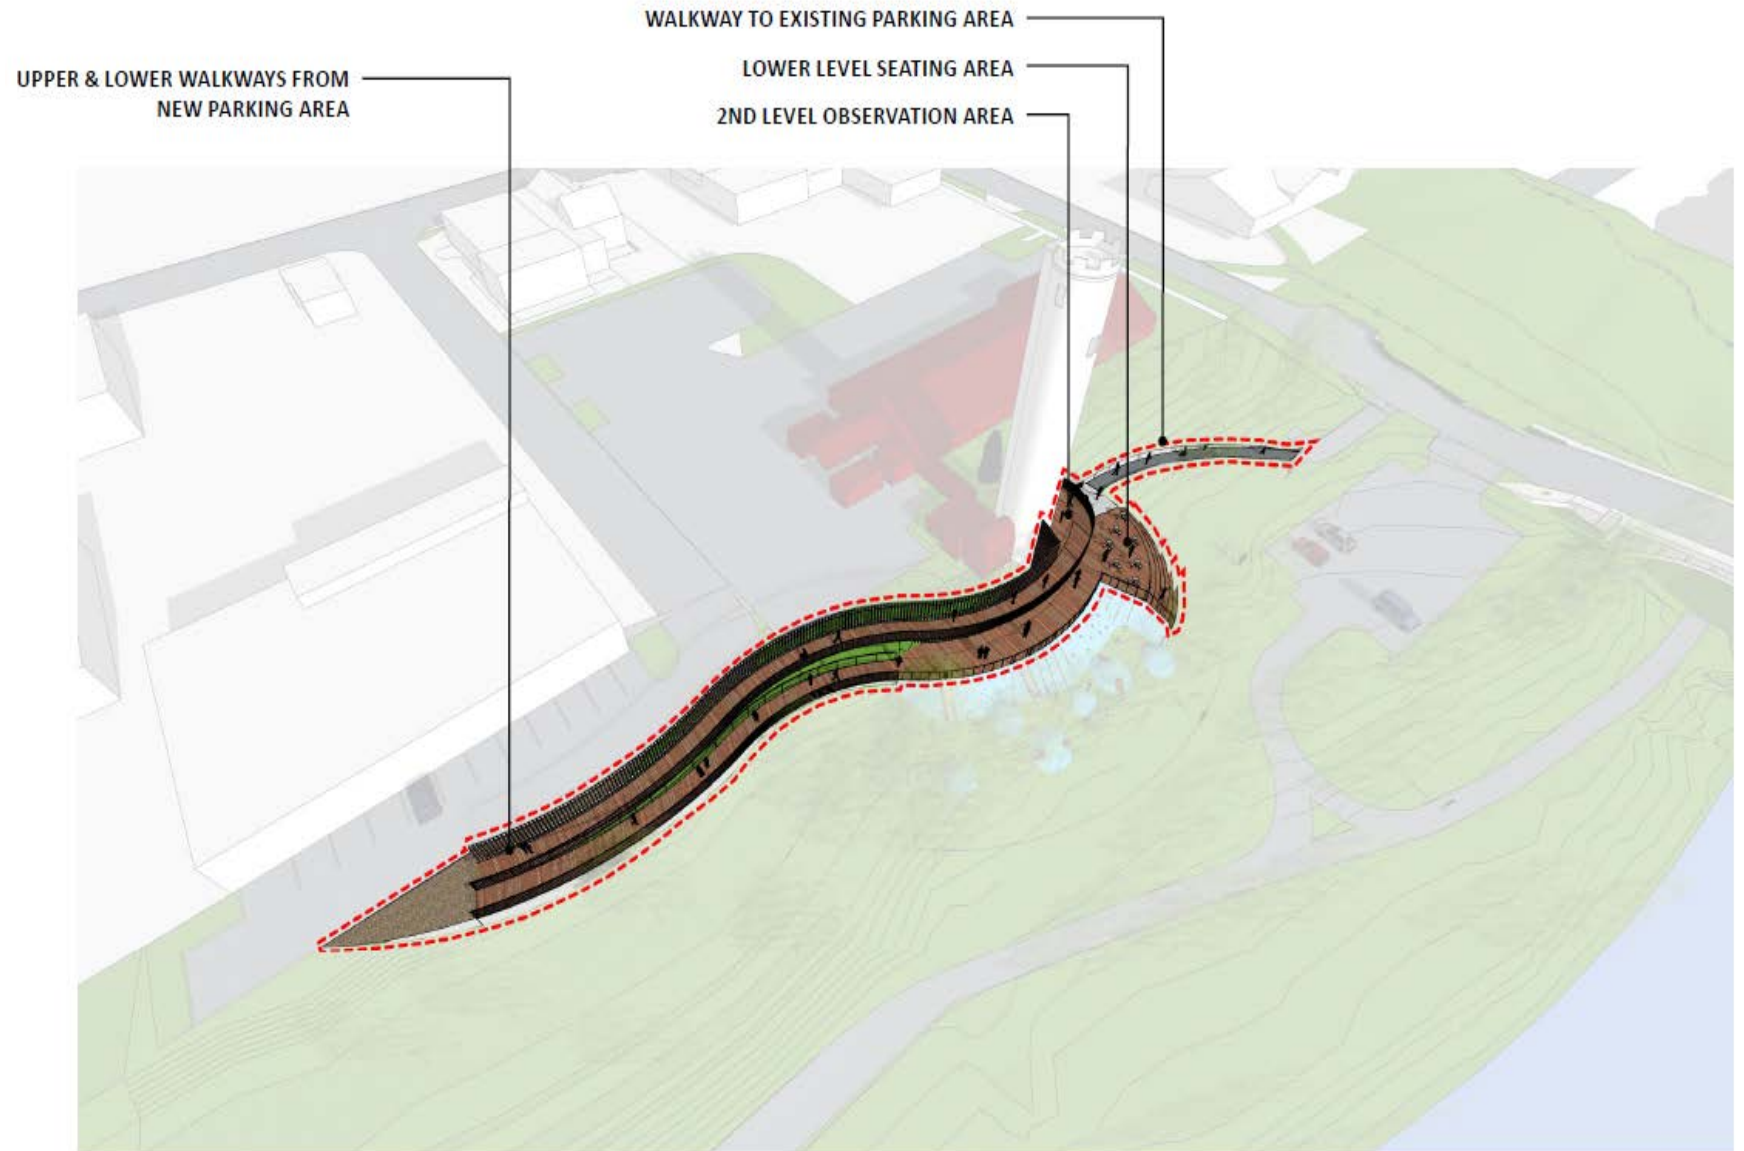 WALKWAY TO EXISTING PARKING AREA
UPPER & LOWER WALKWAYS FROM
NEW PARKING AREA
LOWER LEVEL SEATING AREA
2ND LEVEL OBSERVATION AREA